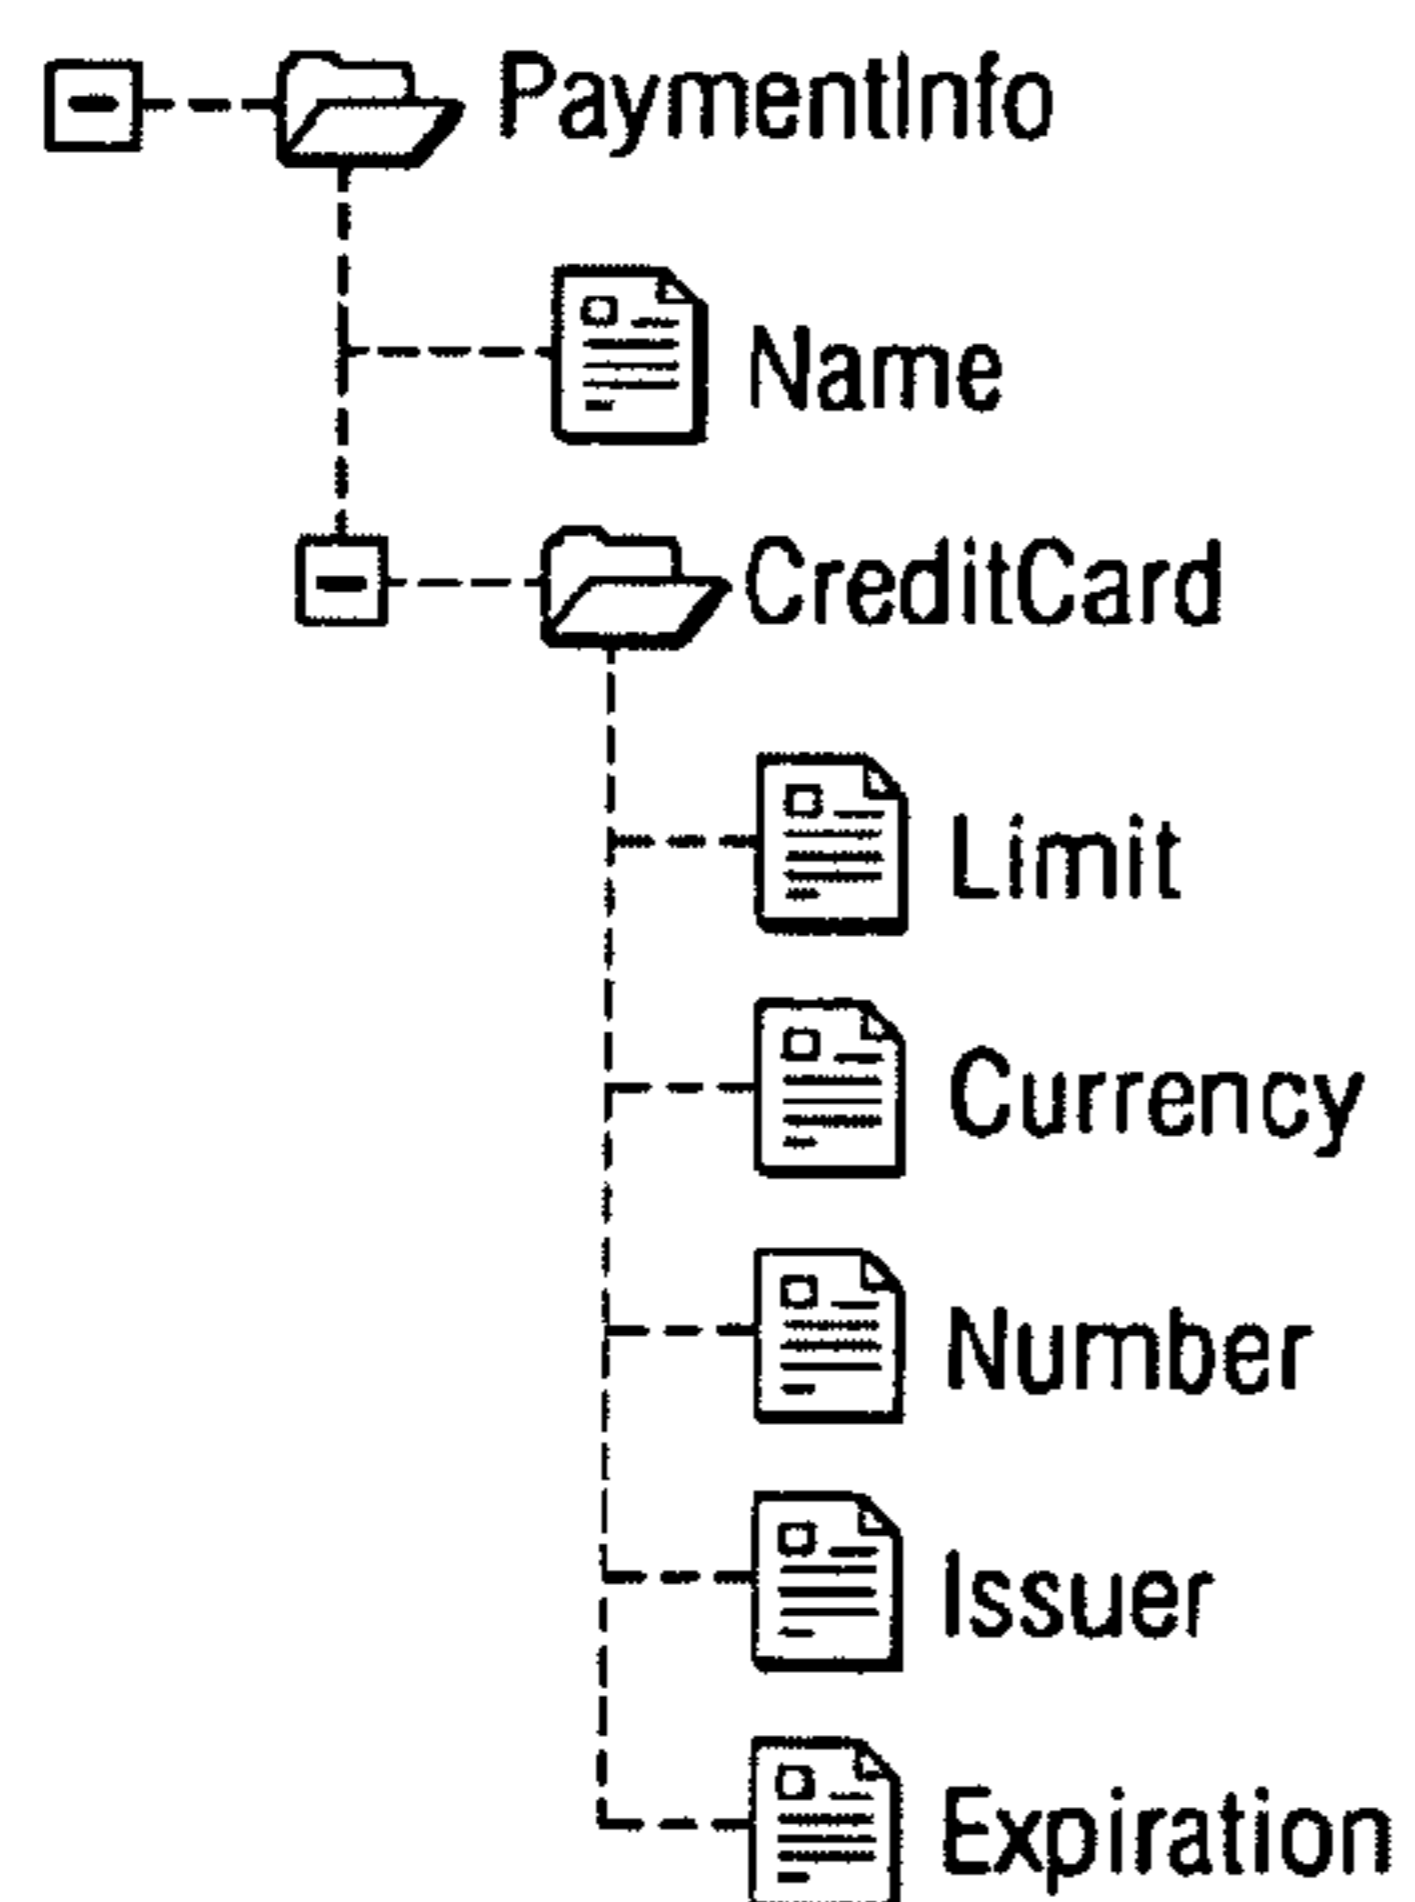 PaymentInfo
Name
CreditCard
Limit
Currency
Number
Issuer
Expiration